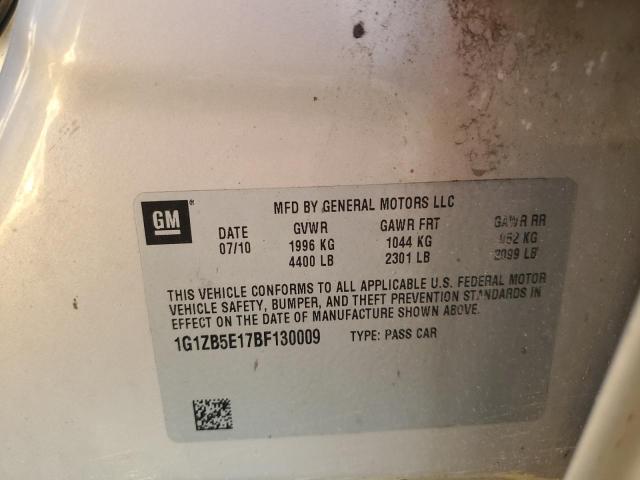 GM
MFD BY GENERAL MOTORS LLC
DATE GVWR GAWR FRT GAWR RR
07/10 1996 KG 1044 KG 952 KG
4400 LB 2301 LB 2099 LB
THIS VEHICLE CONFORMS TO ALL APPLICABLE U.S. FEDERAL MOTOR
VEHICLE SAFETY, BUMPER, AND THEFT PREVENTION STANDARDS IN
EFFECT ON THE DATE OF MANUFACTURE SHOWN ABOVE.
1G1ZB5E17BF130009 TYPE: PASS CAR